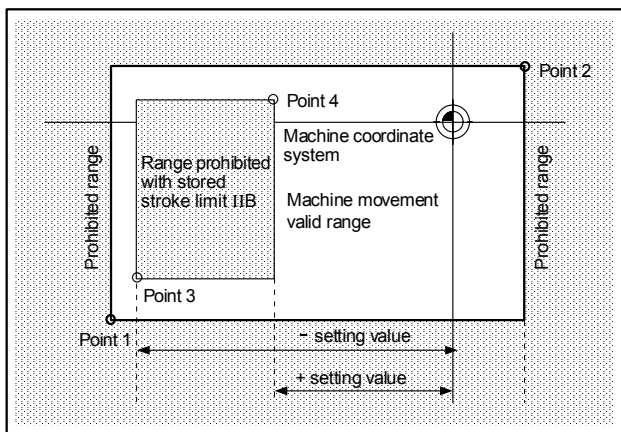 Point 2
Point 4
Machine coordinate
system
Range prohibited
with stored
stroke limit IIB
Machine movement
valid range
Prohibited range
Prohibited range
Point 3
Point 1
− setting value
+ setting value